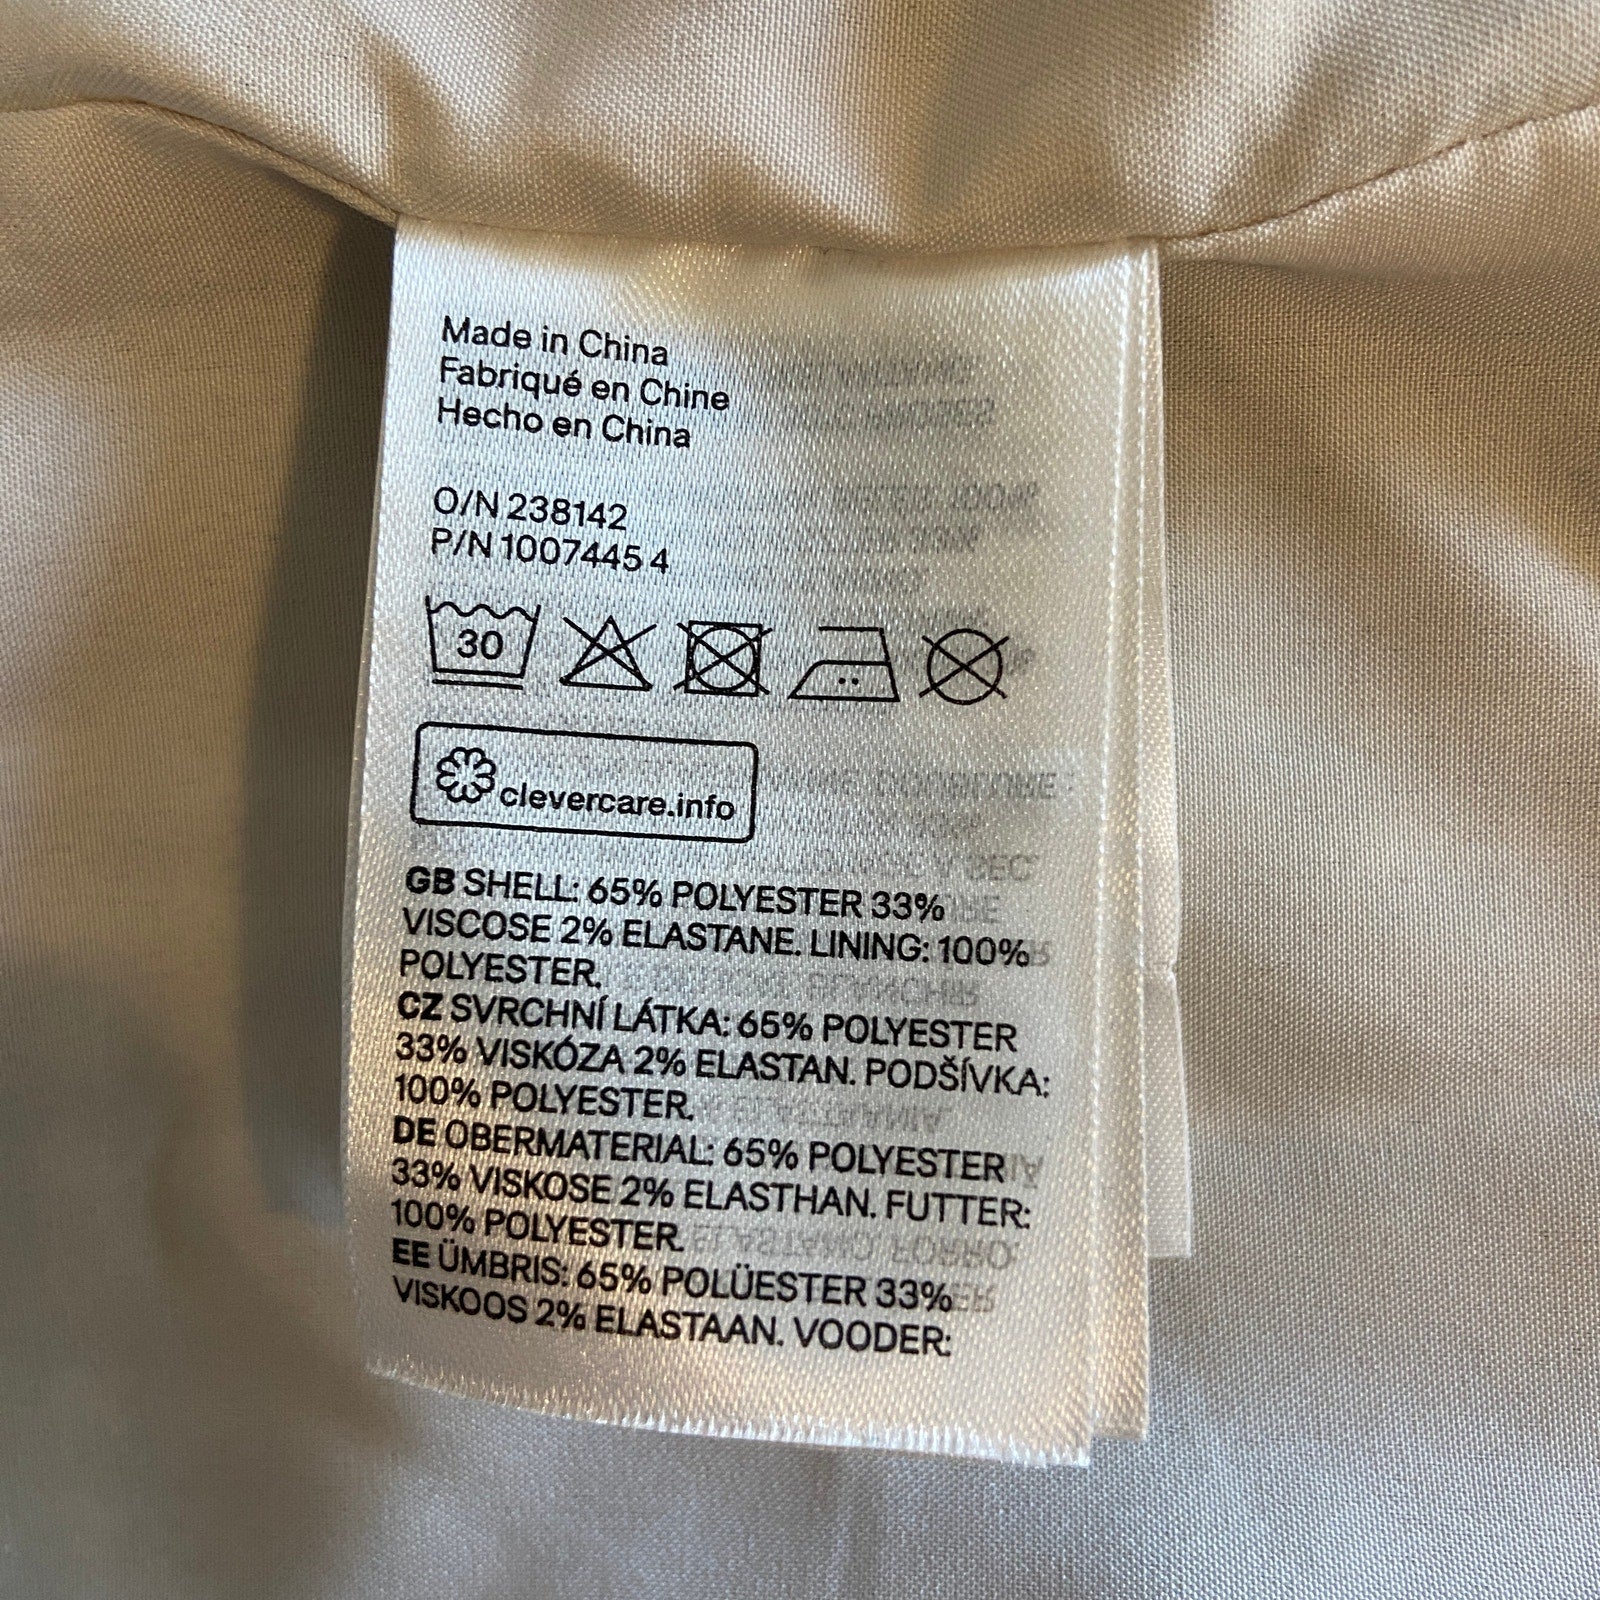 Made in China
Fabriqué en Chine
Hecho en China
O/N 238142
P/N 1007445 4
30
clevercare.info
GB SHELL: 65% POLYESTER 33%
VISCOSE 2% ELASTANE. LINING: 100%
POLYESTER.
CZ SVRCHNÍ LÁTKA: 65% POLYESTER
33% VISKÓZA 2% ELASTAN. PODŠÍVKA:
100% POLYESTER.
DE OBERMATERIAL: 65% POLYESTER
33% VISKOSE 2% ELASTHAN. FUTTER:
100% POLYESTER.
EE ÜMBRIS: 65% POLÜESTER 33%
VISKOOS 2% ELASTAAN. VOODER: